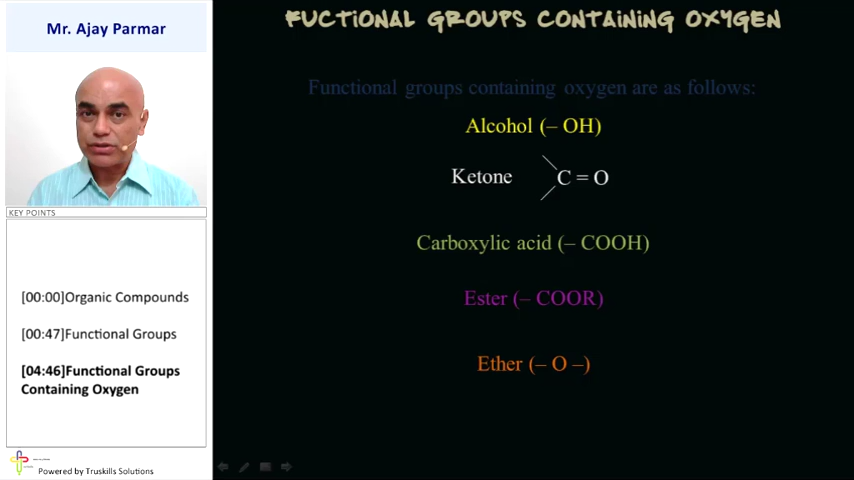 Mr. Ajay Parmar
KEY POINTS
[00:00]Organic Compounds
[00:47]Functional Groups
[04:46]Functional Groups
Containing Oxygen
Powered by Truskills Solutions
FUCTIONAL GROUPS CONTAINING OXYGEN
Functional groups containing oxygen are as follows:
Alcohol (– OH)
Ketone C = O
Carboxylic acid (– COOH)
Ester (– COOR)
Ether (– O –)